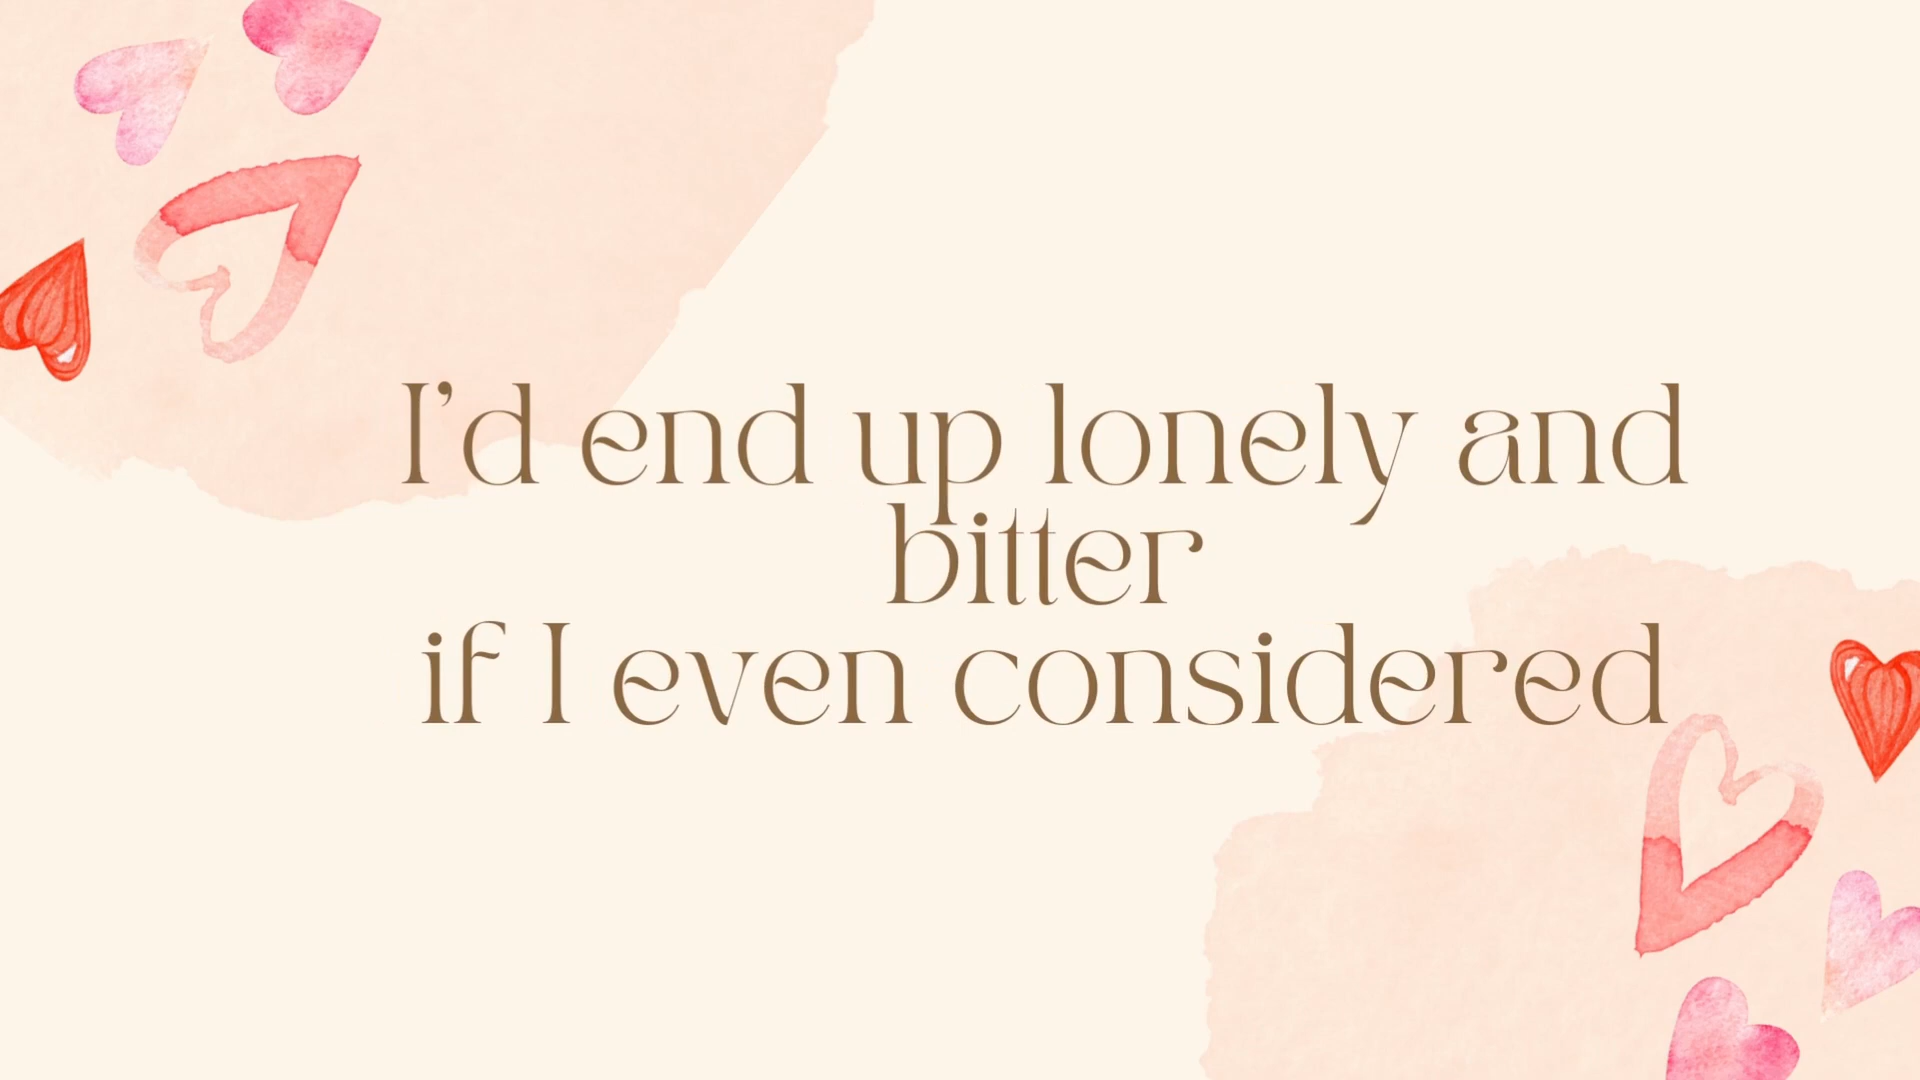 I’d end up lonely and
bitter
if I even considered